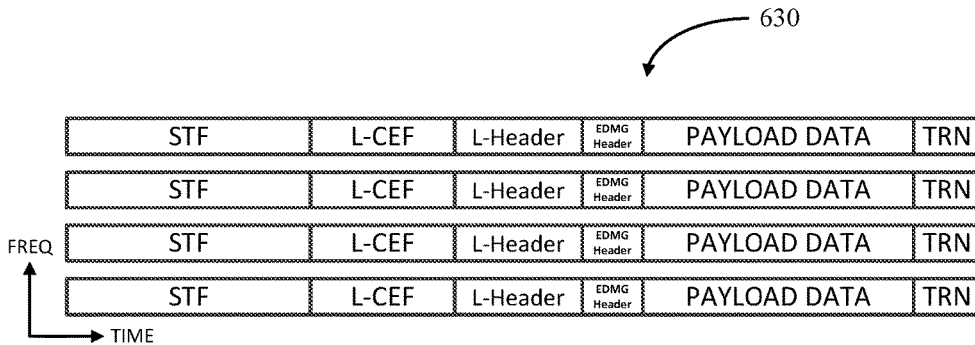 630
STF L-CEF L-Header EDMG Header PAYLOAD DATA TRN
STF L-CEF L-Header EDMG Header PAYLOAD DATA TRN
STF L-CEF L-Header EDMG Header PAYLOAD DATA TRN
FREQ
STF L-CEF L-Header EDMG Header PAYLOAD DATA TRN
TIME